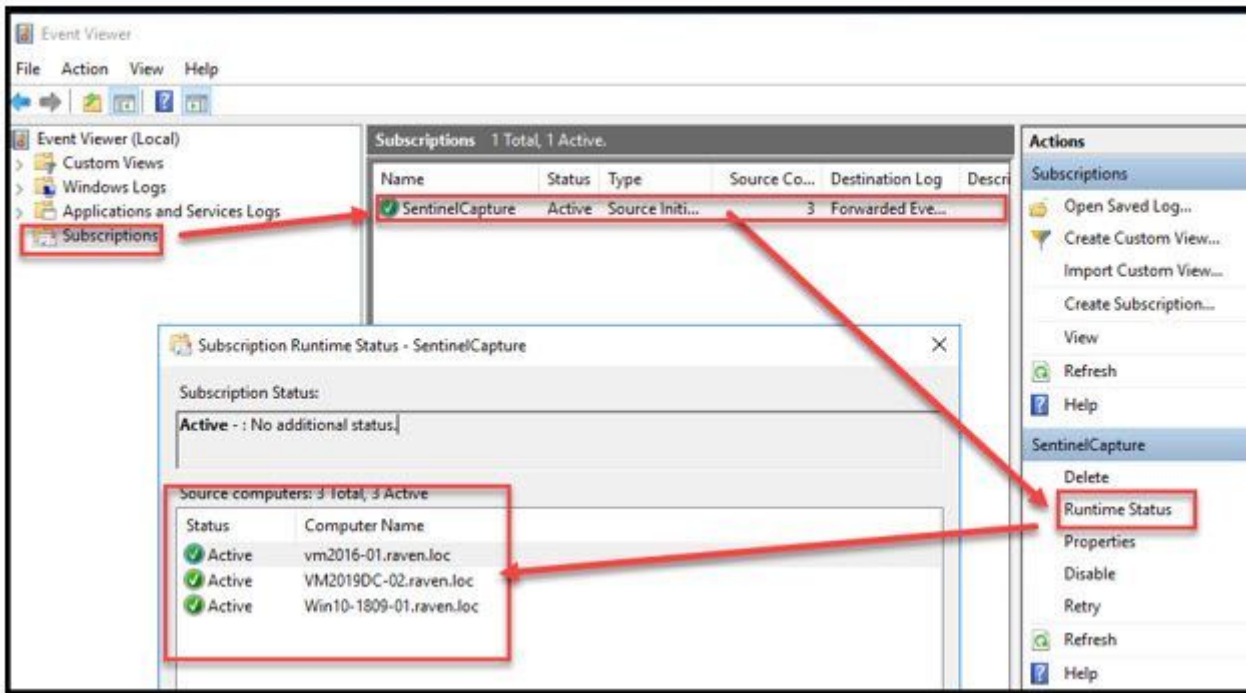 Event Viewer
File Action View Help
Event Viewer (Local)
Custom Views
Windows Logs
Applications and Services Logs
Subscriptions
Subscriptions 1 Total, 1 Active.
Name Status Type Source Co... Destination Log Descri
SentinelCapture Active Source Initi... 3 Forwarded Eve...
Subscription Runtime Status - SentinelCapture
Subscription Status:
Active - : No additional status.
Source computers: 3 Total, 3 Active
Status Computer Name
Active vm2016-01.raven.loc
Active VM2019DC-02.raven.loc
Active Win10-1809-01.raven.loc
Actions
Subscriptions
Open Saved Log...
Create Custom View...
Import Custom View...
Create Subscription...
View
Refresh
Help
SentinelCapture
Delete
Runtime Status
Properties
Disable
Retry
Refresh
Help